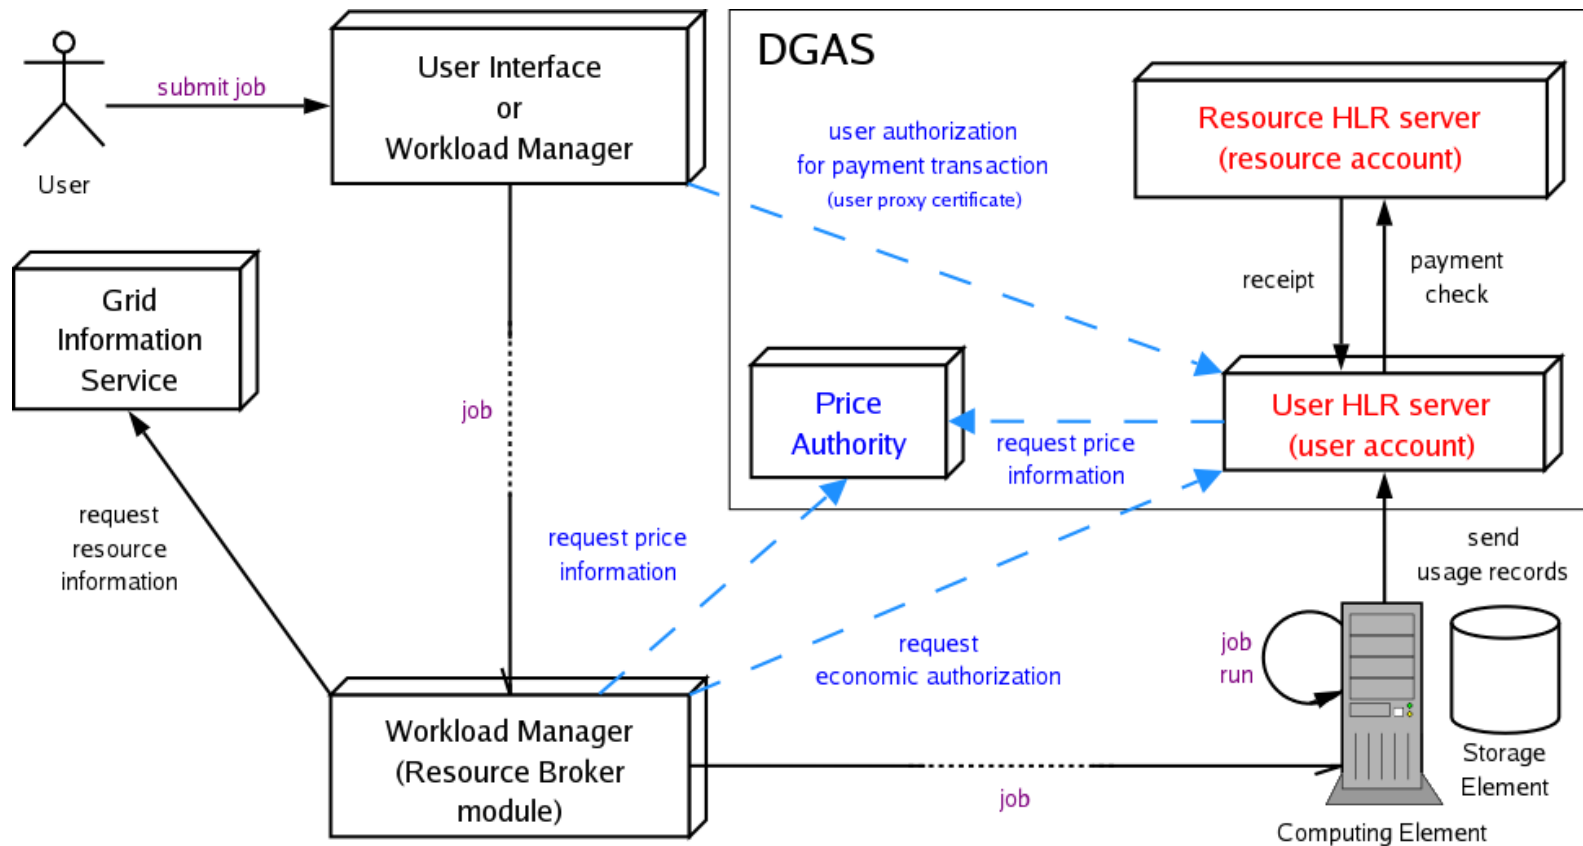 DGAS
User Interface
or
Workload Manager
submit job
User
user authorization
for payment transaction
(user proxy certificate)
Resource HLR server
(resource account)
receipt
payment
check
Grid
Information
Service
job
Price
Authority
request price
information
User HLR server
(user account)
request
resource
information
request price
information
request
economic authorization
send
usage records
job
run
Storage
Element
Workload Manager
(Resource Broker
module)
job
Computing Element